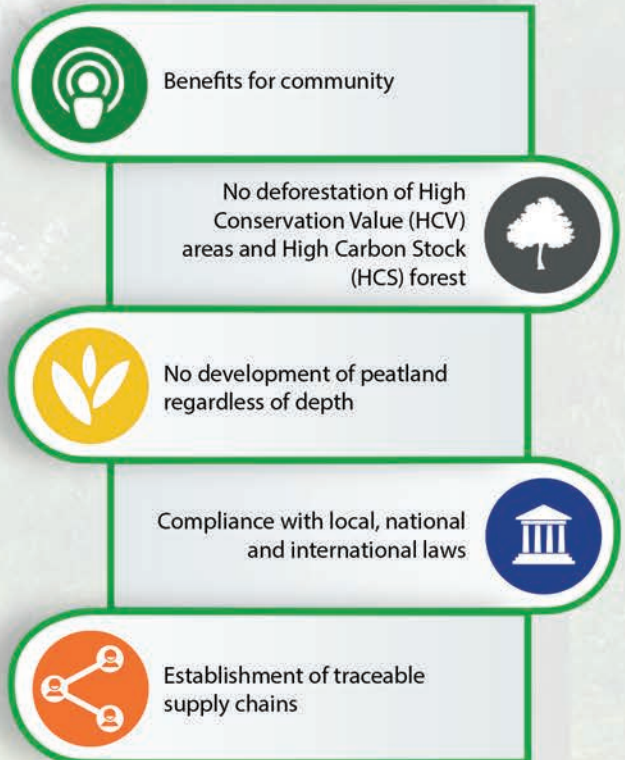 Benefits for community
No deforestation of High
Conservation Value (HCV)
areas and High Carbon Stock
(HCS) forest
No development of peatland
regardless of depth
Compliance with local, national
and international laws
Establishment of traceable
supply chains